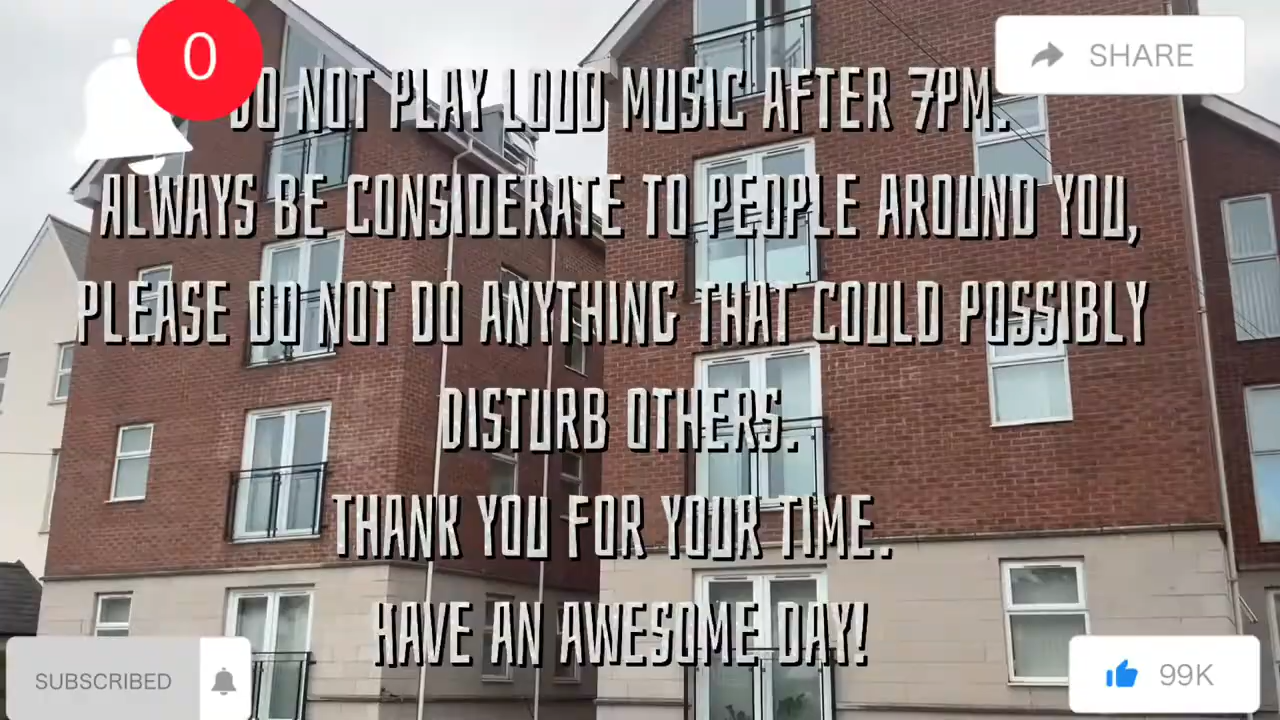 0
SHARE
DO NOT PLAY LOUD MUSIC AFTER 7PM.
ALWAYS BE CONSIDERATE TO PEOPLE AROUND YOU,
PLEASE DO NOT DO ANYTHING THAT COULD POSSIBLY
DISTURB OTHERS.
THANK YOU FOR YOUR TIME.
HAVE AN AWESOME DAY!
SUBSCRIBED
99K